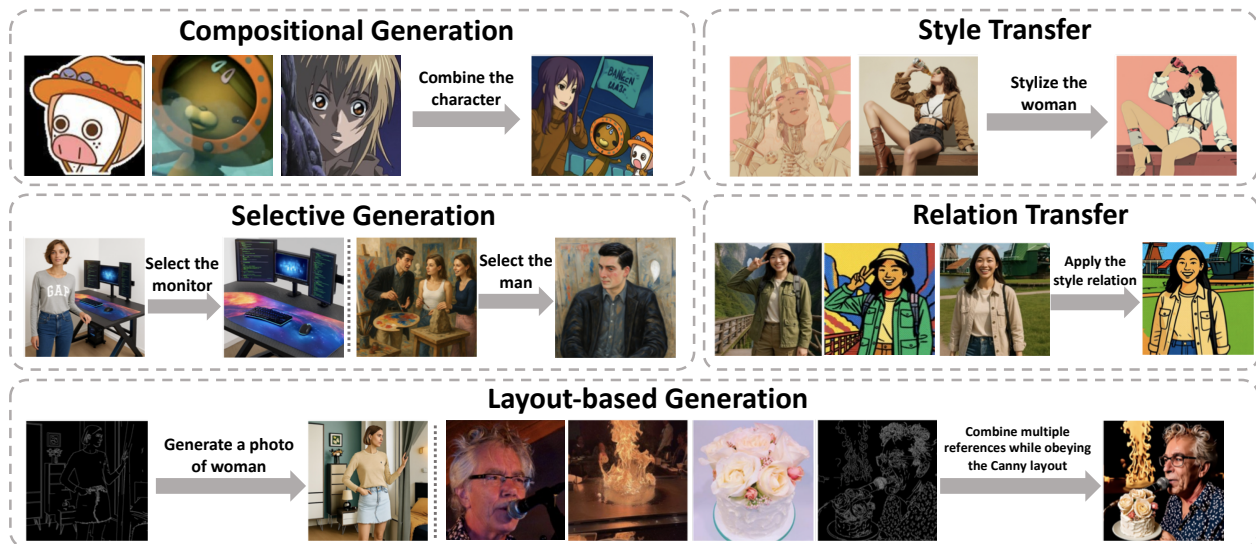 Compositional Generation
Combine the
character
BANGEN
Style Transfer
Stylize the
woman
Selective Generation
GAP
Select the
monitor
Select the
man
Relation Transfer
Apply the
style relation
Layout-based Generation
Generate a photo
of woman
Combine multiple
references while obeying
the Canny layout